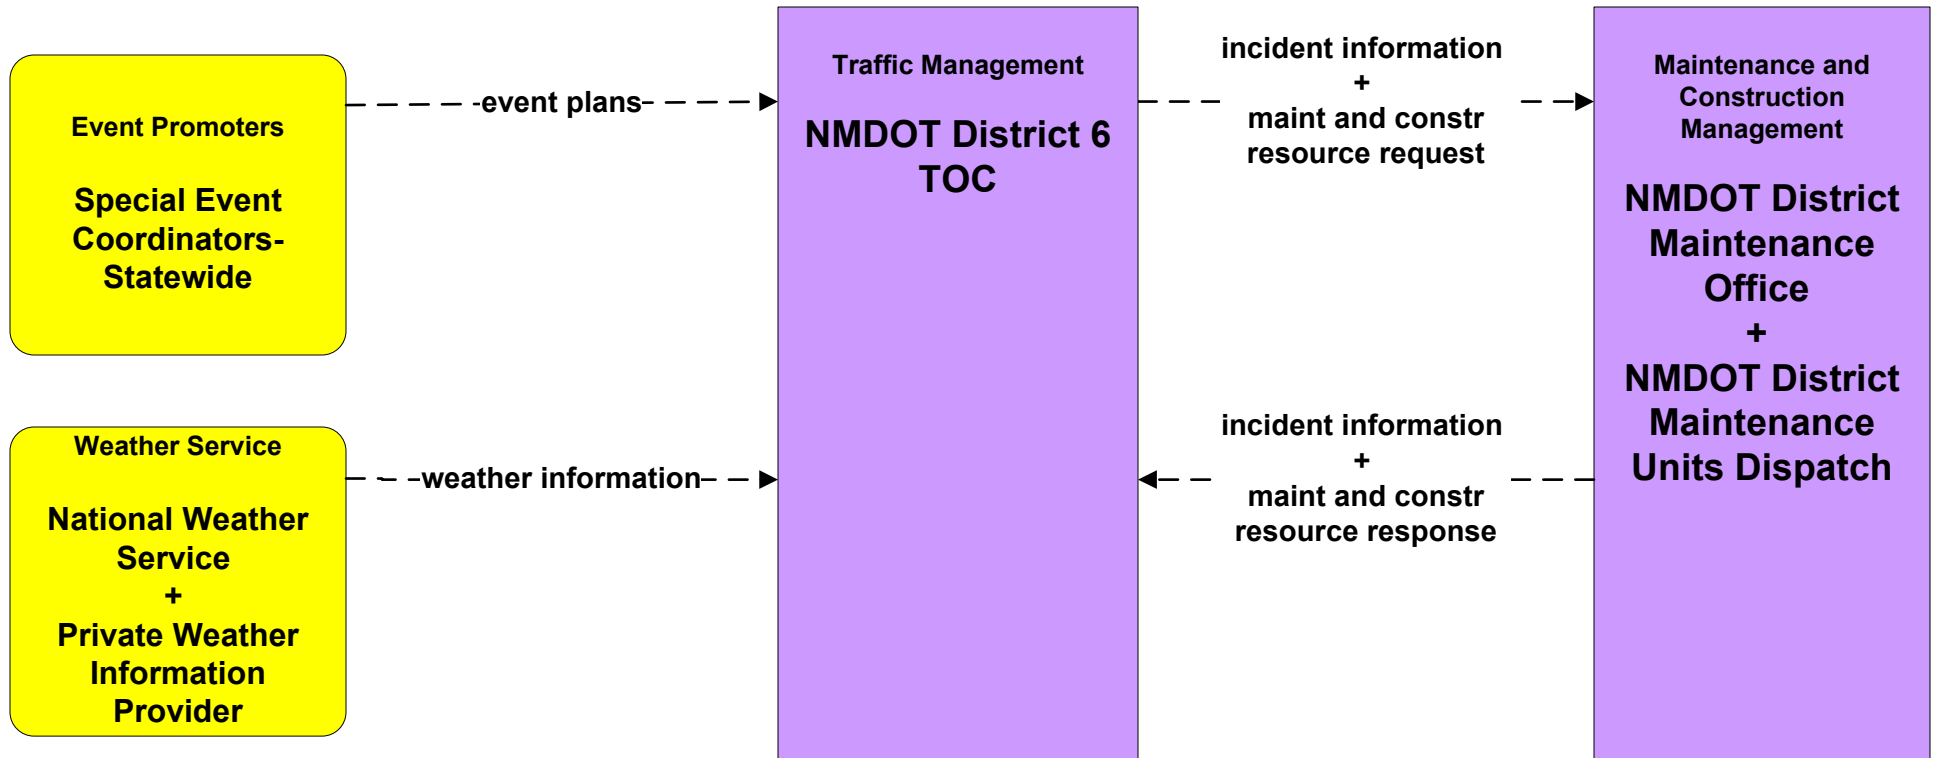 Event Promoters
Special Event
Coordinators-
Statewide
event plans
Weather Service
National Weather
Service
+
Private Weather
Information
Provider
weather information
Traffic Management
NMDOT District 6
TOC
incident information
+
maint and constr
resource request
incident information
+
maint and constr
resource response
Maintenance and
Construction
Management
NMDOT District
Maintenance
Office
+
NMDOT District
Maintenance
Units Dispatch